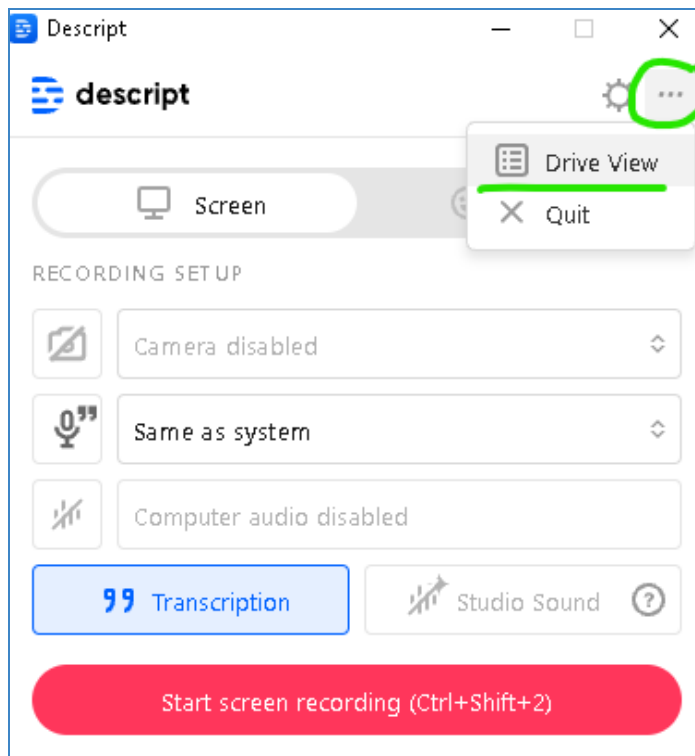 Descript
descript
Drive View
Screen
Quit
RECORDING SETUP
Camera disabled
Same as system
Computer audio disabled
Transcription
Studio Sound
?
Start screen recording (Ctrl+Shift+2)